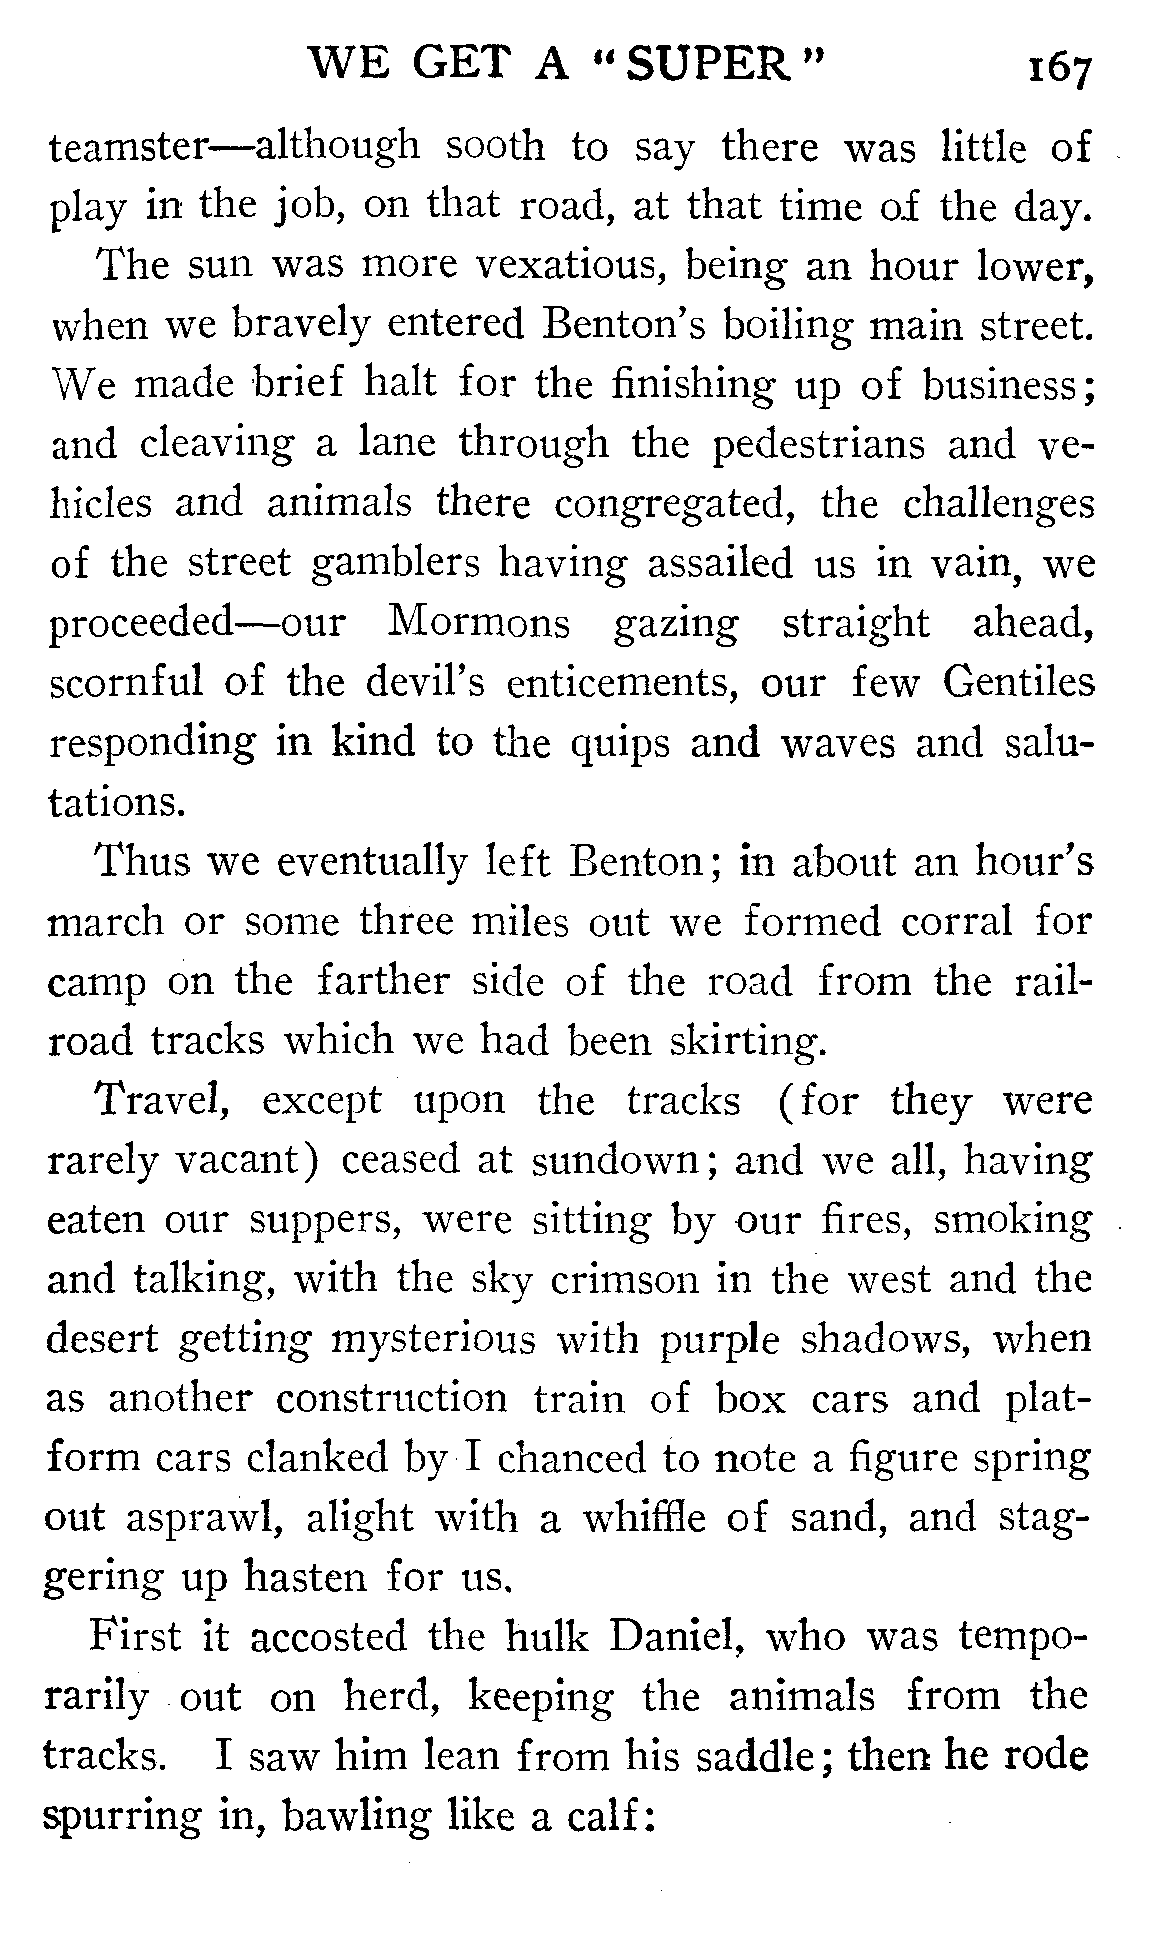 WE GET A "SUPER" 167
teamster—although sooth to say there was little of
play in the job, on that road, at that time of the day.
The sun was more vexatious, being an hour lower,
when we bravely entered Benton's boiling main street.
We made brief halt for the finishing up of business;
and cleaving a lane through the pedestrians and ve-
hicles and animals there congregated, the challenges
of the street gamblers having assailed us in vain, we
proceeded—our Mormons gazing straight ahead,
scornful of the devil's enticements, our few Gentiles
responding in kind to the quips and waves and salu-
tations.
Thus we eventually left Benton; in about an hour's
march or some three miles out we formed corral for
camp on the farther side of the road from the rail-
road tracks which we had been skirting.
Travel, except upon the tracks (for they were
rarely vacant) ceased at sundown; and we all, having
eaten our suppers, were sitting by our fires, smoking
and talking, with the sky crimson in the west and the
desert getting mysterious with purple shadows, when
as another construction train of box cars and plat-
form cars clanked by I chanced to note a figure spring
out asprawl, alight with a whiffle of sand, and stag-
gering up hasten for us.
First it accosted the hulk Daniel, who was tempo-
rarily out on herd, keeping the animals from the
tracks. I saw him lean from his saddle; then he rode
spurring in, bawling like a calf: